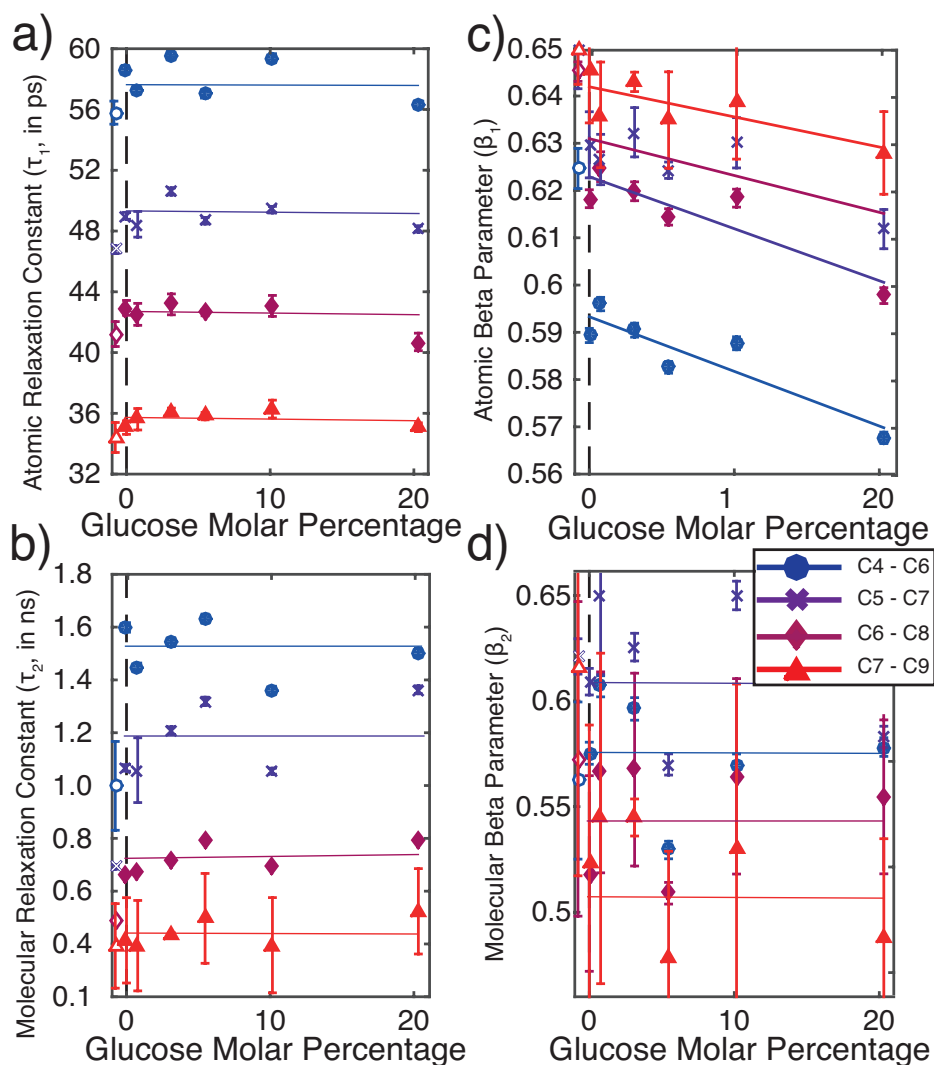 a)
Atomic Relaxation Constant (τ₁, in ps)
60
56
52
48
44
40
36
32
0
10
20
Glucose Molar Percentage
c)
Atomic Beta Parameter (β₁)
0.65
0.64
0.63
0.62
0.61
0.6
0.59
0.58
0.57
0.56
0
1
20
Glucose Molar Percentage
b)
Molecular Relaxation Constant (τ₂, in ns)
1.8
1.6
1.4
1.2
1.0
0.8
0.6
0.4
0.1
0
10
20
Glucose Molar Percentage
d)
Molecular Beta Parameter (β₂)
0.65
0.6
0.55
0.5
0
10
20
Glucose Molar Percentage
C4 - C6
C5 - C7
C6 - C8
C7 - C9